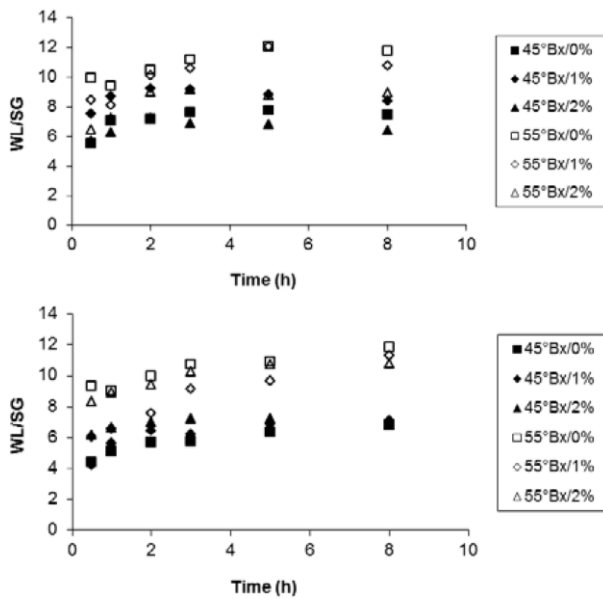 14
12
10
8
6
4
2
0
WL/SG
0 2 4 6 8 10
Time (h)
45°Bx/0%
45°Bx/1%
45°Bx/2%
55°Bx/0%
55°Bx/1%
55°Bx/2%
14
12
10
8
6
4
2
0
WL/SG
0 2 4 6 8 10
Time (h)
45°Bx/0%
45°Bx/1%
45°Bx/2%
55°Bx/0%
55°Bx/1%
55°Bx/2%